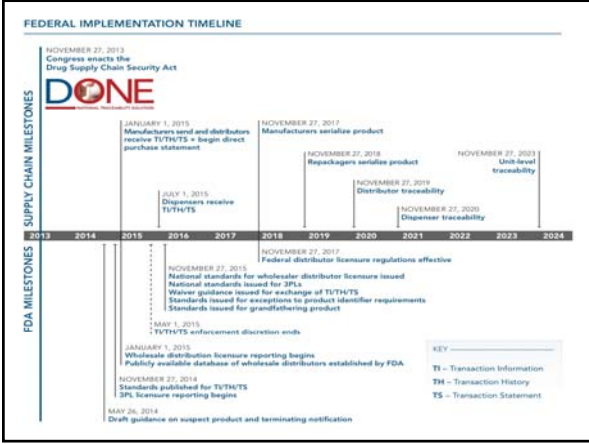 FEDERAL IMPLEMENTATION TIMELINE
NOVEMBER 27, 2013
Congress enacts the
Drug Supply Chain Security Act
DONE
NATIONAL TRACEABILITY SOLUTION
SUPPLY CHAIN MILESTONES
JANUARY 1, 2015
Manufacturers send and distributors
receive TI/TH/TS + begin direct
purchase statement
NOVEMBER 27, 2017
Manufacturers serialize product
NOVEMBER 27, 2018
Repackagers serialize product
NOVEMBER 27, 2023
Unit-level
traceability
JULY 1, 2015
Dispensers receive
TI/TH/TS
NOVEMBER 27, 2019
Distributor traceability
NOVEMBER 27, 2020
Dispenser traceability
2013 2014 2015 2016 2017 2018 2019 2020 2021 2022 2023 2024
FDA MILESTONES
NOVEMBER 27, 2017
Federal distributor licensure regulations effective
NOVEMBER 27, 2015
National standards for wholesaler distributor licensure issued
National standards issued for 3PLs
Waiver guidance issued for exchange of TI/TH/TS
Standards issued for exceptions to product identifier requirements
Standards issued for grandfathering product
MAY 1, 2015
TI/TH/TS enforcement discretion ends
JANUARY 1, 2015
Wholesale distribution licensure reporting begins
Publicly available database of wholesale distributors established by FDA
NOVEMBER 27, 2014
Standards published for TI/TH/TS
3PL licensure reporting begins
MAY 26, 2014
Draft guidance on suspect product and terminating notification
KEY
TI – Transaction Information
TH – Transaction History
TS – Transaction Statement